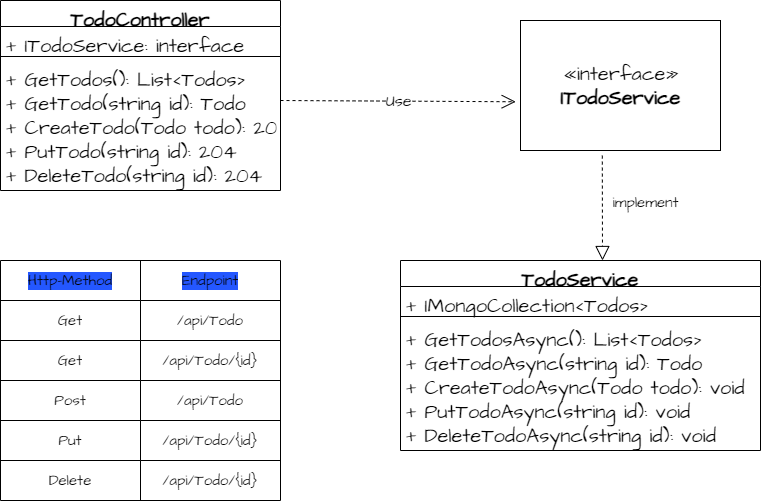 TodoController
+ ITodoService: interface
+ GetTodos(): List<Todos>
+ GetTodo(string id): Todo
+ CreateTodo(Todo todo): 20
+ PutTodo(string id): 204
+ DeleteTodo(string id): 204
Use
«interface»
ITodoService
implement
TodoService
+ IMongoCollection<Todos>
+ GetTodosAsync(): List<Todos>
+ GetTodoAsync(string id): Todo
+ CreateTodoAsync(Todo todo): void
+ PutTodoAsync(string id): void
+ DeleteTodoAsync(string id): void
Http-Method Endpoint
Get /api/Todo
Get /api/Todo/{id}
Post /api/Todo
Put /api/Todo/{id}
Delete /api/Todo/{id}